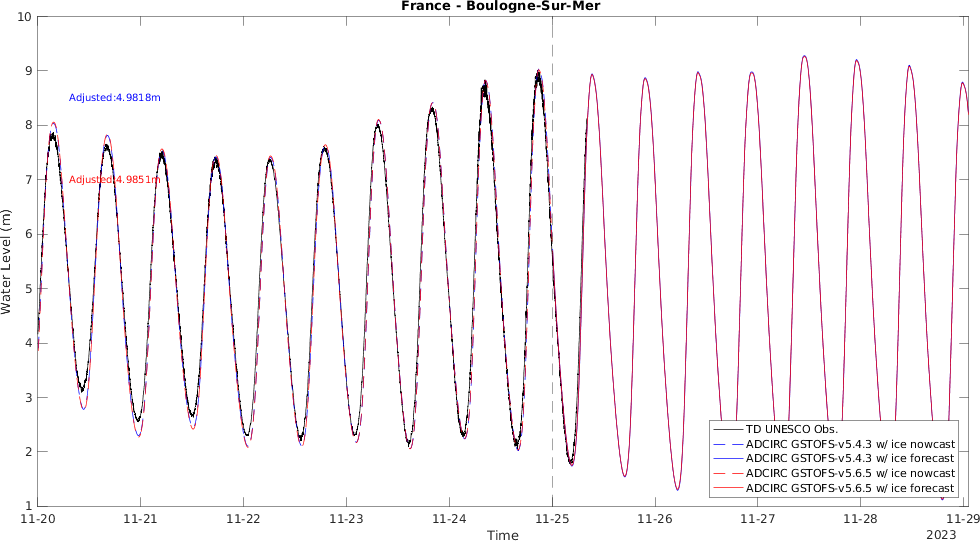 France - Boulogne-Sur-Mer
10
9
8
7
6
5
4
3
2
1
Water Level (m)
Adjusted:4.9818m
Adjusted:4.9851m
TD UNESCO Obs.
ADCIRC GSTOFS-v5.4.3 w/ ice nowcast
ADCIRC GSTOFS-v5.4.3 w/ ice forecast
ADCIRC GSTOFS-v5.6.5 w/ ice nowcast
ADCIRC GSTOFS-v5.6.5 w/ ice forecast
11-20 11-21 11-22 11-23 11-24 11-25 11-26 11-27 11-28 11-29
Time
2023